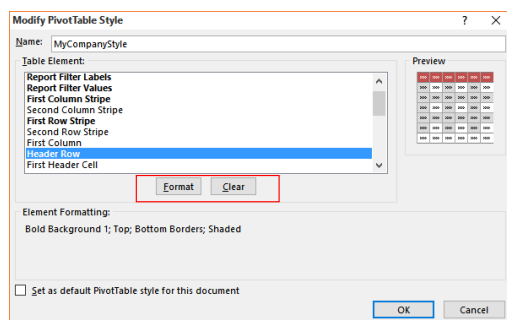 Modify PivotTable Style ? X
Name: MyCompanyStyle
Table Element: Preview
Report Filter Labels
Report Filter Values
First Column Stripe
Second Column Stripe
First Row Stripe
Second Row Stripe
First Column
Header Row
First Header Cell
Format Clear
Element Formatting:
Bold Background 1; Top; Bottom Borders; Shaded
Set as default PivotTable style for this document
OK Cancel